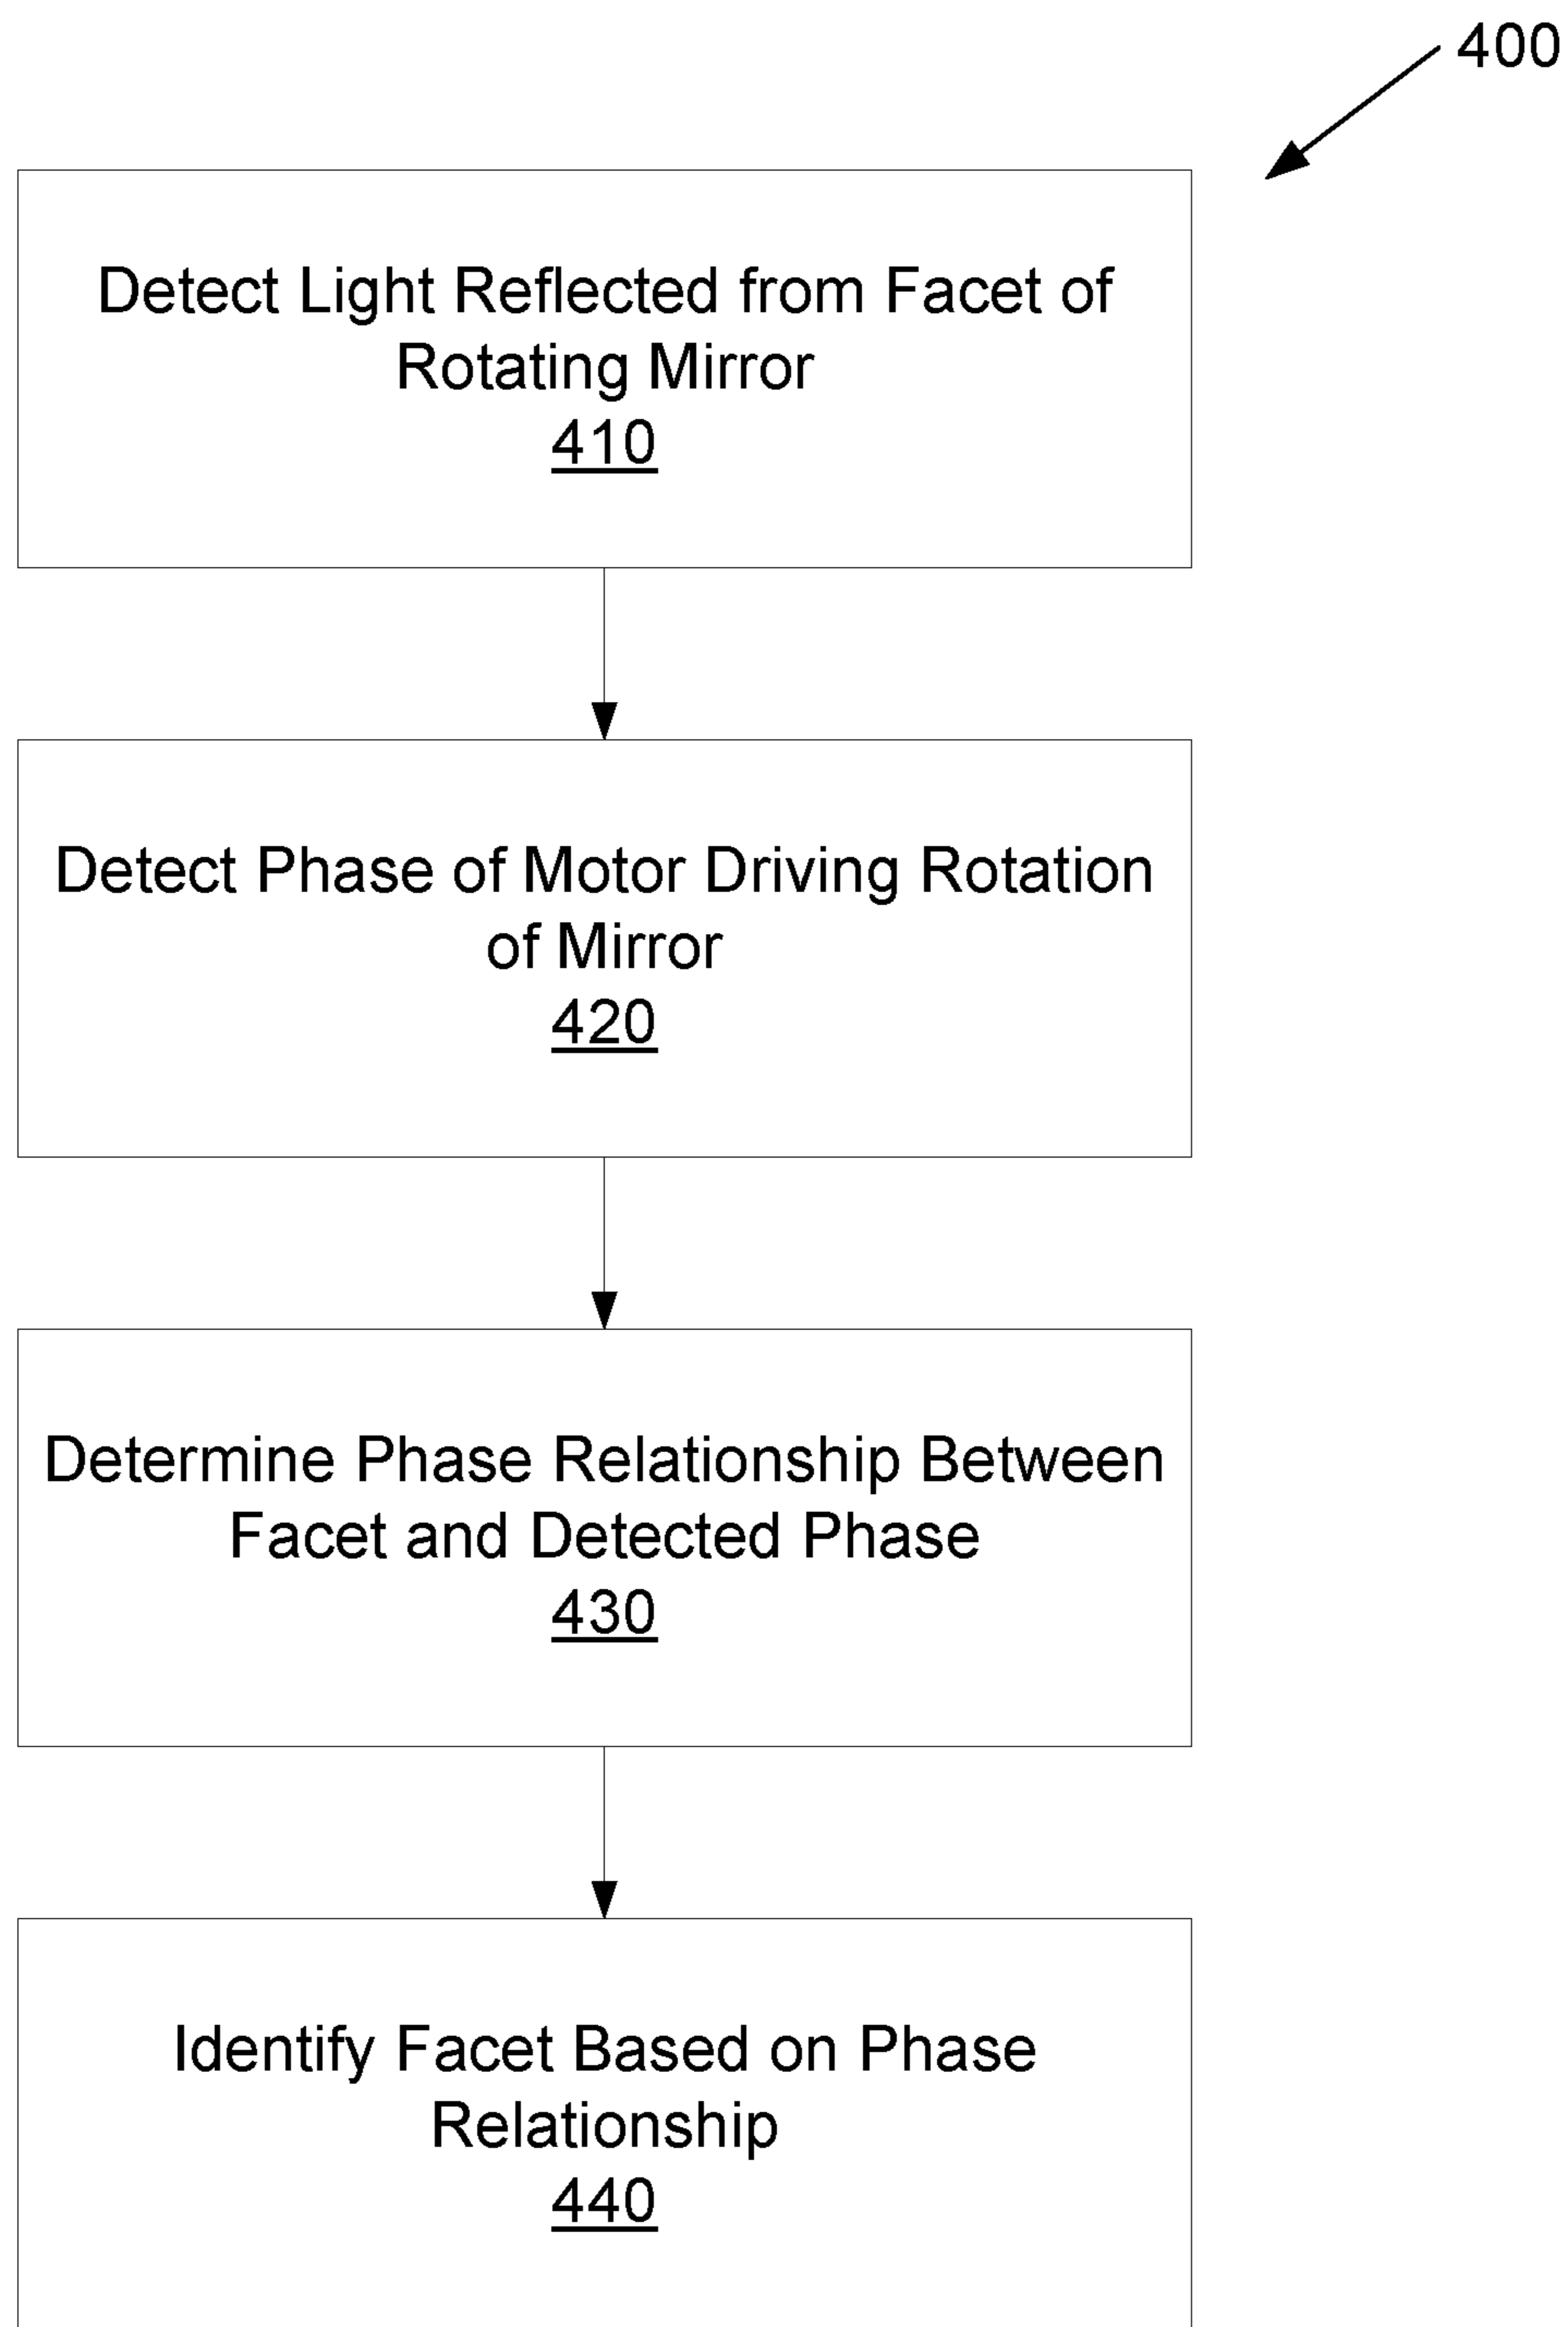 400
Detect Light Reflected from Facet of
Rotating Mirror
410
Detect Phase of Motor Driving Rotation
of Mirror
420
Determine Phase Relationship Between
Facet and Detected Phase
430
Identify Facet Based on Phase
Relationship
440